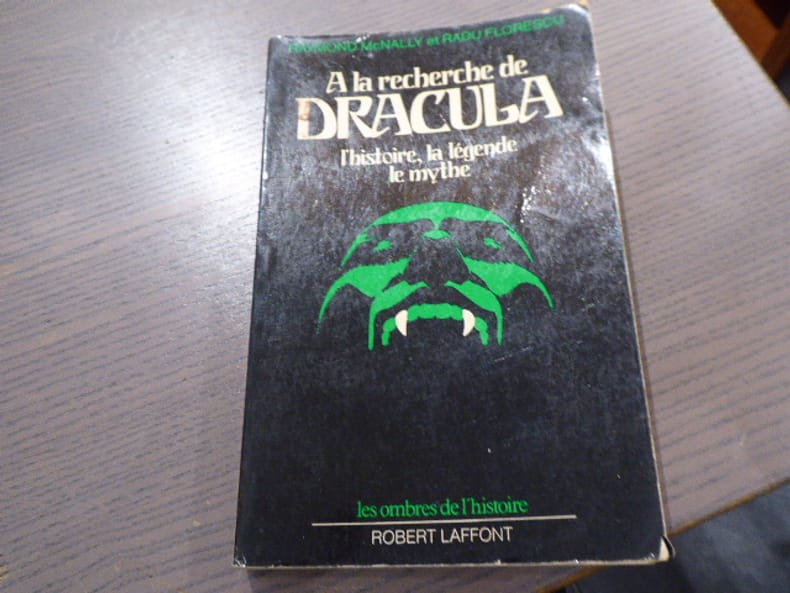 RAYMOND McNALLY et RADU FLORESCU
A la recherche de
DRACULA
l'histoire, la légende
le mythe
les ombres de l'histoire
ROBERT LAFFONT